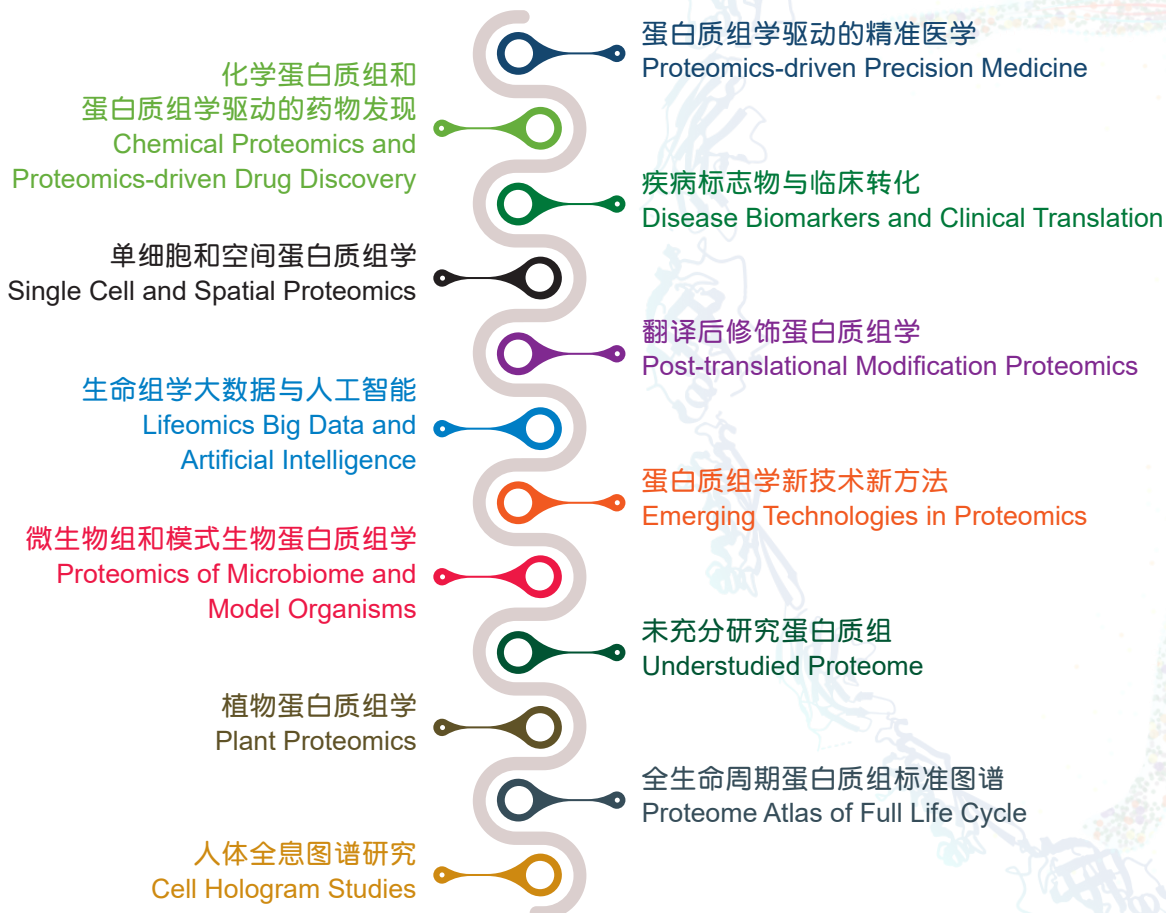 蛋白质组学驱动的精准医学
Proteomics-driven Precision Medicine
化学蛋白质组和
蛋白质组学驱动的药物发现
Chemical Proteomics and
Proteomics-driven Drug Discovery
疾病标志物与临床转化
Disease Biomarkers and Clinical Translation
单细胞和空间蛋白质组学
Single Cell and Spatial Proteomics
翻译后修饰蛋白质组学
Post-translational Modification Proteomics
生命组学大数据与人工智能
Lifeomics Big Data and
Artificial Intelligence
蛋白质组学新技术新方法
Emerging Technologies in Proteomics
微生物组和模式生物蛋白质组学
Proteomics of Microbiome and
Model Organisms
未充分研究蛋白质组
Understudied Proteome
植物蛋白质组学
Plant Proteomics
全生命周期蛋白质组标准图谱
Proteome Atlas of Full Life Cycle
人体全息图谱研究
Cell Hologram Studies